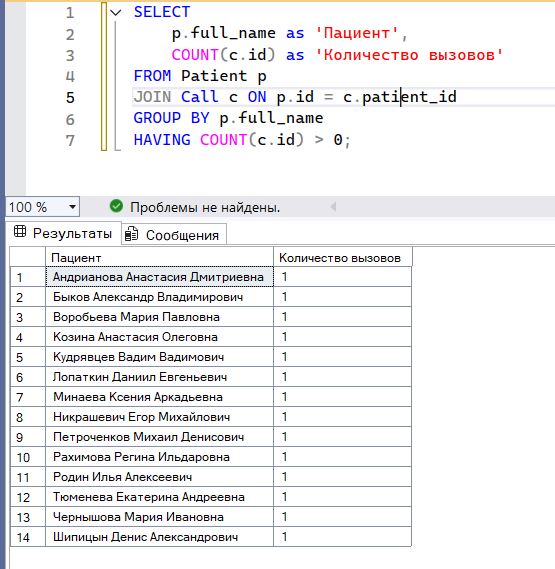 1 SELECT
2 p.full_name as 'Пациент',
3 COUNT(c.id) as 'Количество вызовов'
4 FROM Patient p
5 JOIN Call c ON p.id = c.patient_id
6 GROUP BY p.full_name
7 HAVING COUNT(c.id) > 0;
100 % Проблемы не найдены.
Результаты Сообщения
Пациент Количество вызовов
1 Андрианова Анастасия Дмитриевна 1
2 Быков Александр Владимирович 1
3 Воробьева Мария Павловна 1
4 Козина Анастасия Олеговна 1
5 Кудрявцев Вадим Вадимович 1
6 Лопаткин Даниил Евгеньевич 1
7 Минаева Ксения Аркадьевна 1
8 Никрашевич Егор Михайлович 1
9 Петроченков Михаил Денисович 1
10 Рахимова Регина Ильдаровна 1
11 Родин Илья Алексеевич 1
12 Тюменева Екатерина Андреевна 1
13 Чернышова Мария Ивановна 1
14 Шипицын Денис Александрович 1